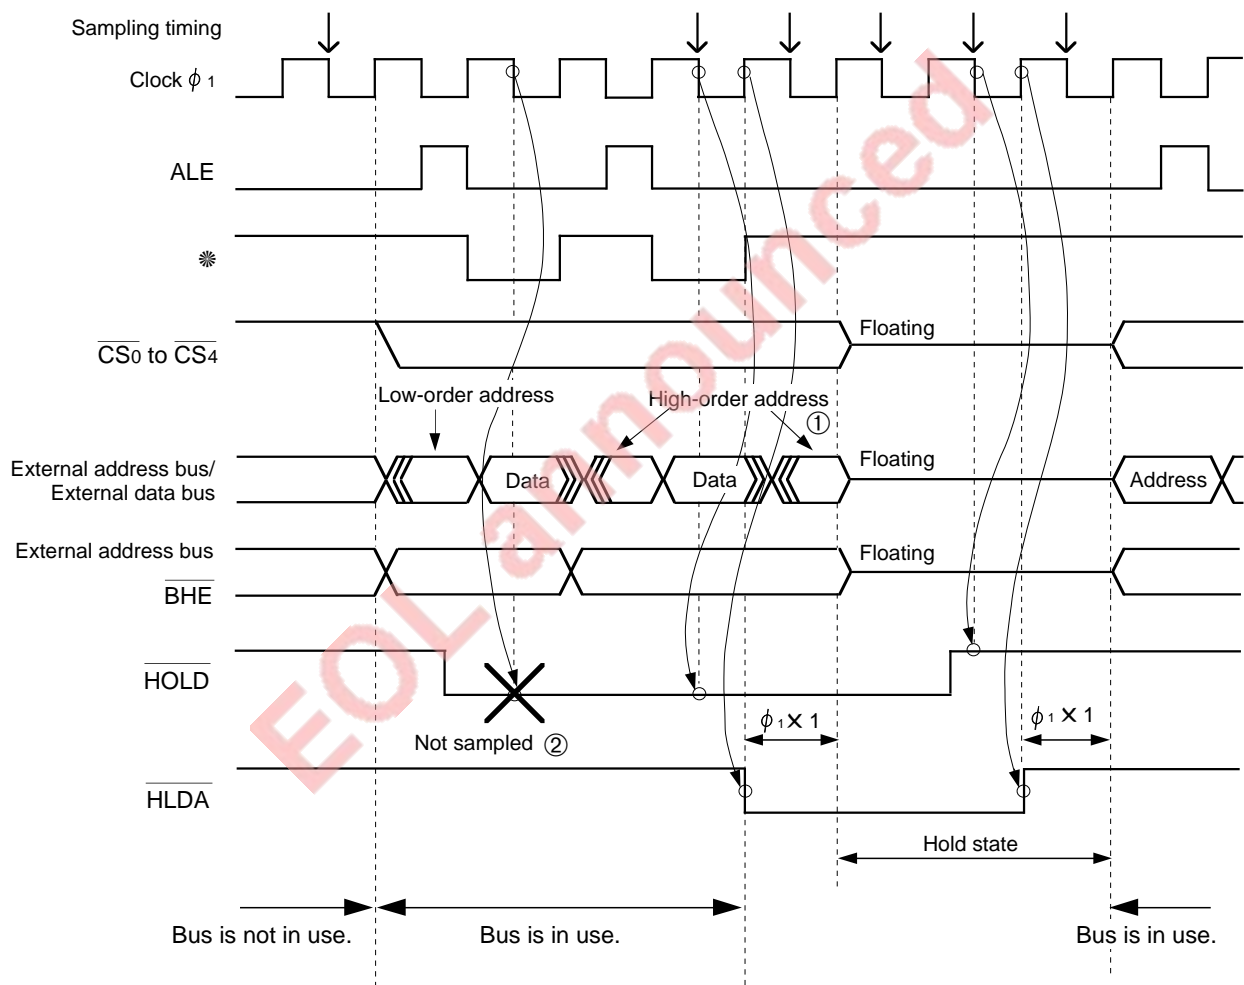 Sampling timing
Clock ϕ 1
ALE
CS0 to CS4
Floating
Low-order address
High-order address
①
External address bus/
External data bus
Data
Data
Floating
Address
External address bus
BHE
Floating
HOLD
Not sampled ②
ϕ 1 × 1
ϕ 1 × 1
HLDA
Hold state
Bus is not in use.
Bus is in use.
Bus is in use.
EOL announced